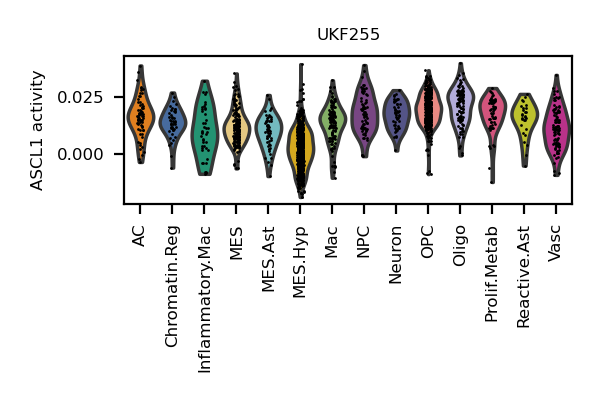 UKF255
ASCL1 activity
0.025
0.000
AC
Chromatin.Reg
Inflammatory.Mac
MES
MES.Ast
MES.Hyp
Mac
NPC
Neuron
OPC
Oligo
Prolif.Metab
Reactive.Ast
Vasc